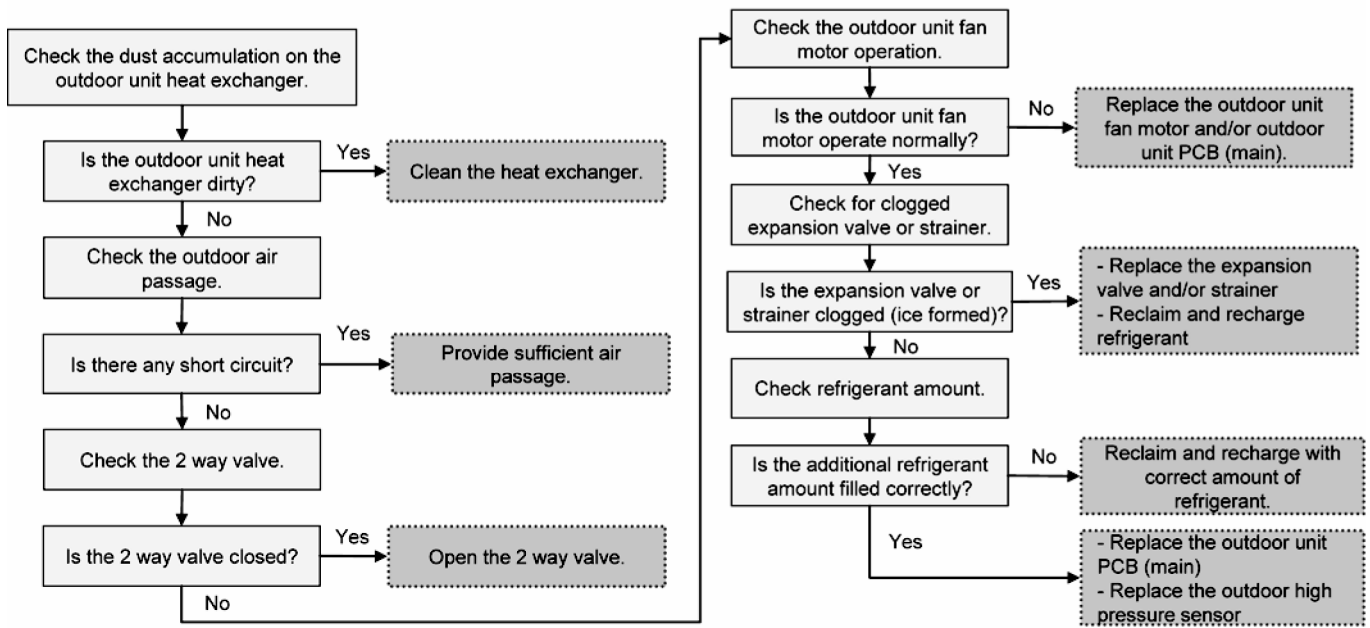 Check the dust accumulation on the
outdoor unit heat exchanger.
Is the outdoor unit heat
exchanger dirty?
Yes
Clean the heat exchanger.
No
Check the outdoor air
passage.
Is there any short circuit?
Yes
Provide sufficient air
passage.
No
Check the 2 way valve.
Is the 2 way valve closed?
Yes
Open the 2 way valve.
No
Check the outdoor unit fan
motor operation.
Is the outdoor unit fan
motor operate normally?
No
Replace the outdoor unit
fan motor and/or outdoor
unit PCB (main).
Yes
Check for clogged
expansion valve or strainer.
Is the expansion valve or
strainer clogged (ice formed)?
Yes
- Replace the expansion
valve and/or strainer
- Reclaim and recharge
refrigerant
No
Check refrigerant amount.
Is the additional refrigerant
amount filled correctly?
No
Reclaim and recharge with
correct amount of
refrigerant.
Yes
- Replace the outdoor unit
PCB (main)
- Replace the outdoor high
pressure sensor